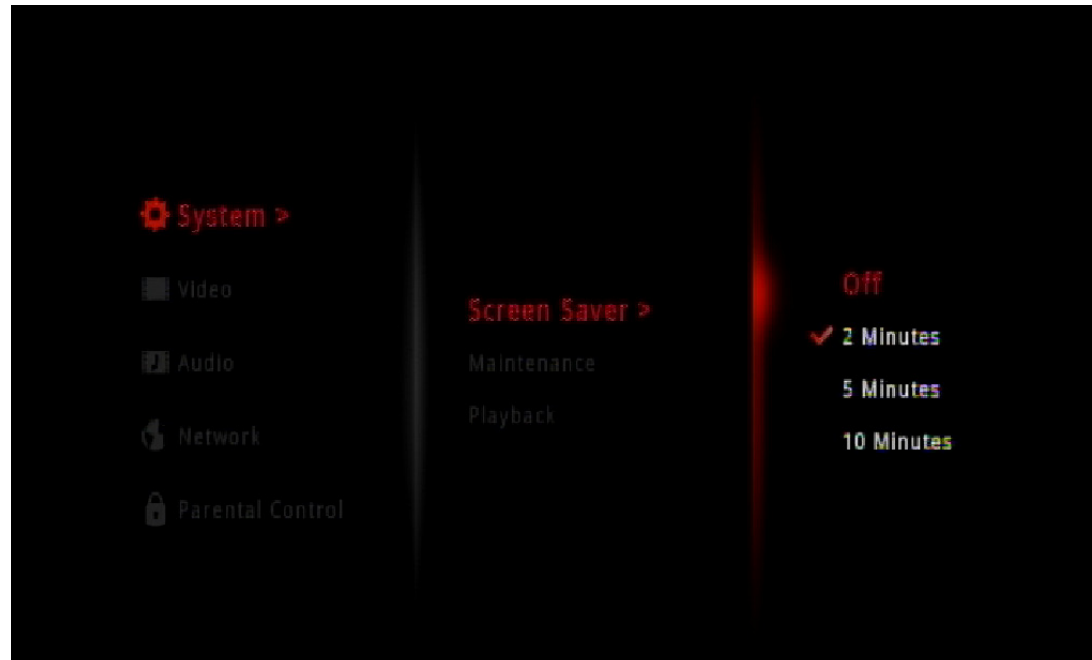 System >
Video
Audio
Network
Parental Control
Screen Saver >
Maintenance
Playback
Off
2 Minutes
5 Minutes
10 Minutes